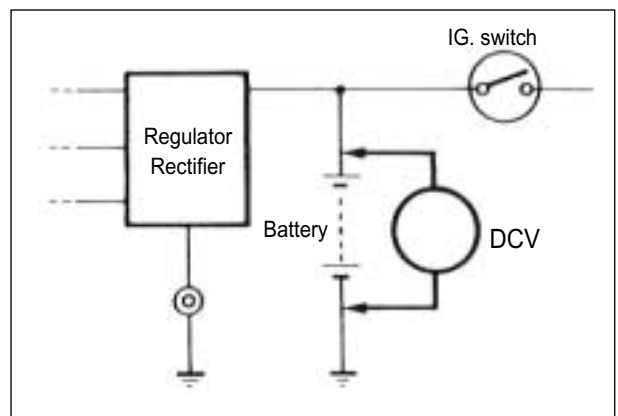 IG. switch
Regulator
Rectifier
Battery
DCV